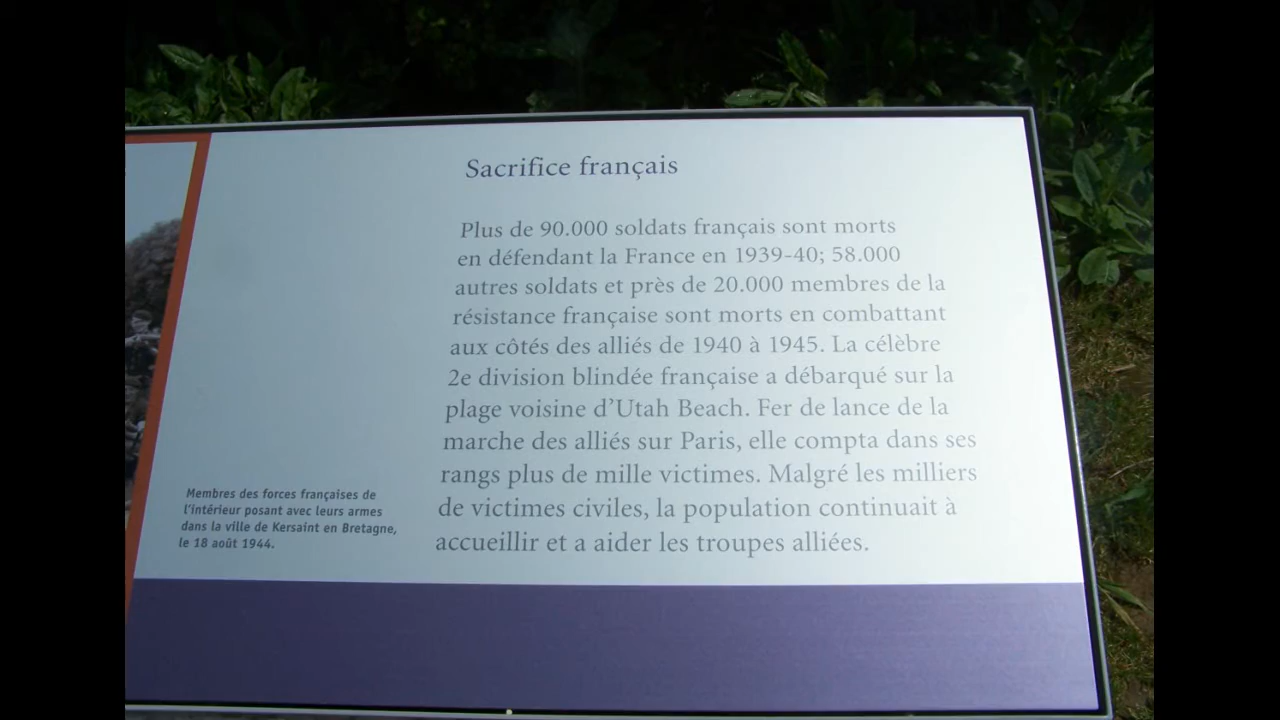 Sacrifice français
Plus de 90.000 soldats français sont morts
en défendant la France en 1939-40; 58.000
autres soldats et près de 20.000 membres de la
résistance française sont morts en combattant
aux côtés des alliés de 1940 à 1945. La célèbre
2e division blindée française a débarqué sur la
plage voisine d’Utah Beach. Fer de lance de la
marche des alliés sur Paris, elle compta dans ses
rangs plus de mille victimes. Malgré les milliers
de victimes civiles, la population continuait à
accueillir et a aider les troupes alliées.
Membres des forces françaises de
l’intérieur posant avec leurs armes
dans la ville de Kersaint en Bretagne,
le 18 août 1944.